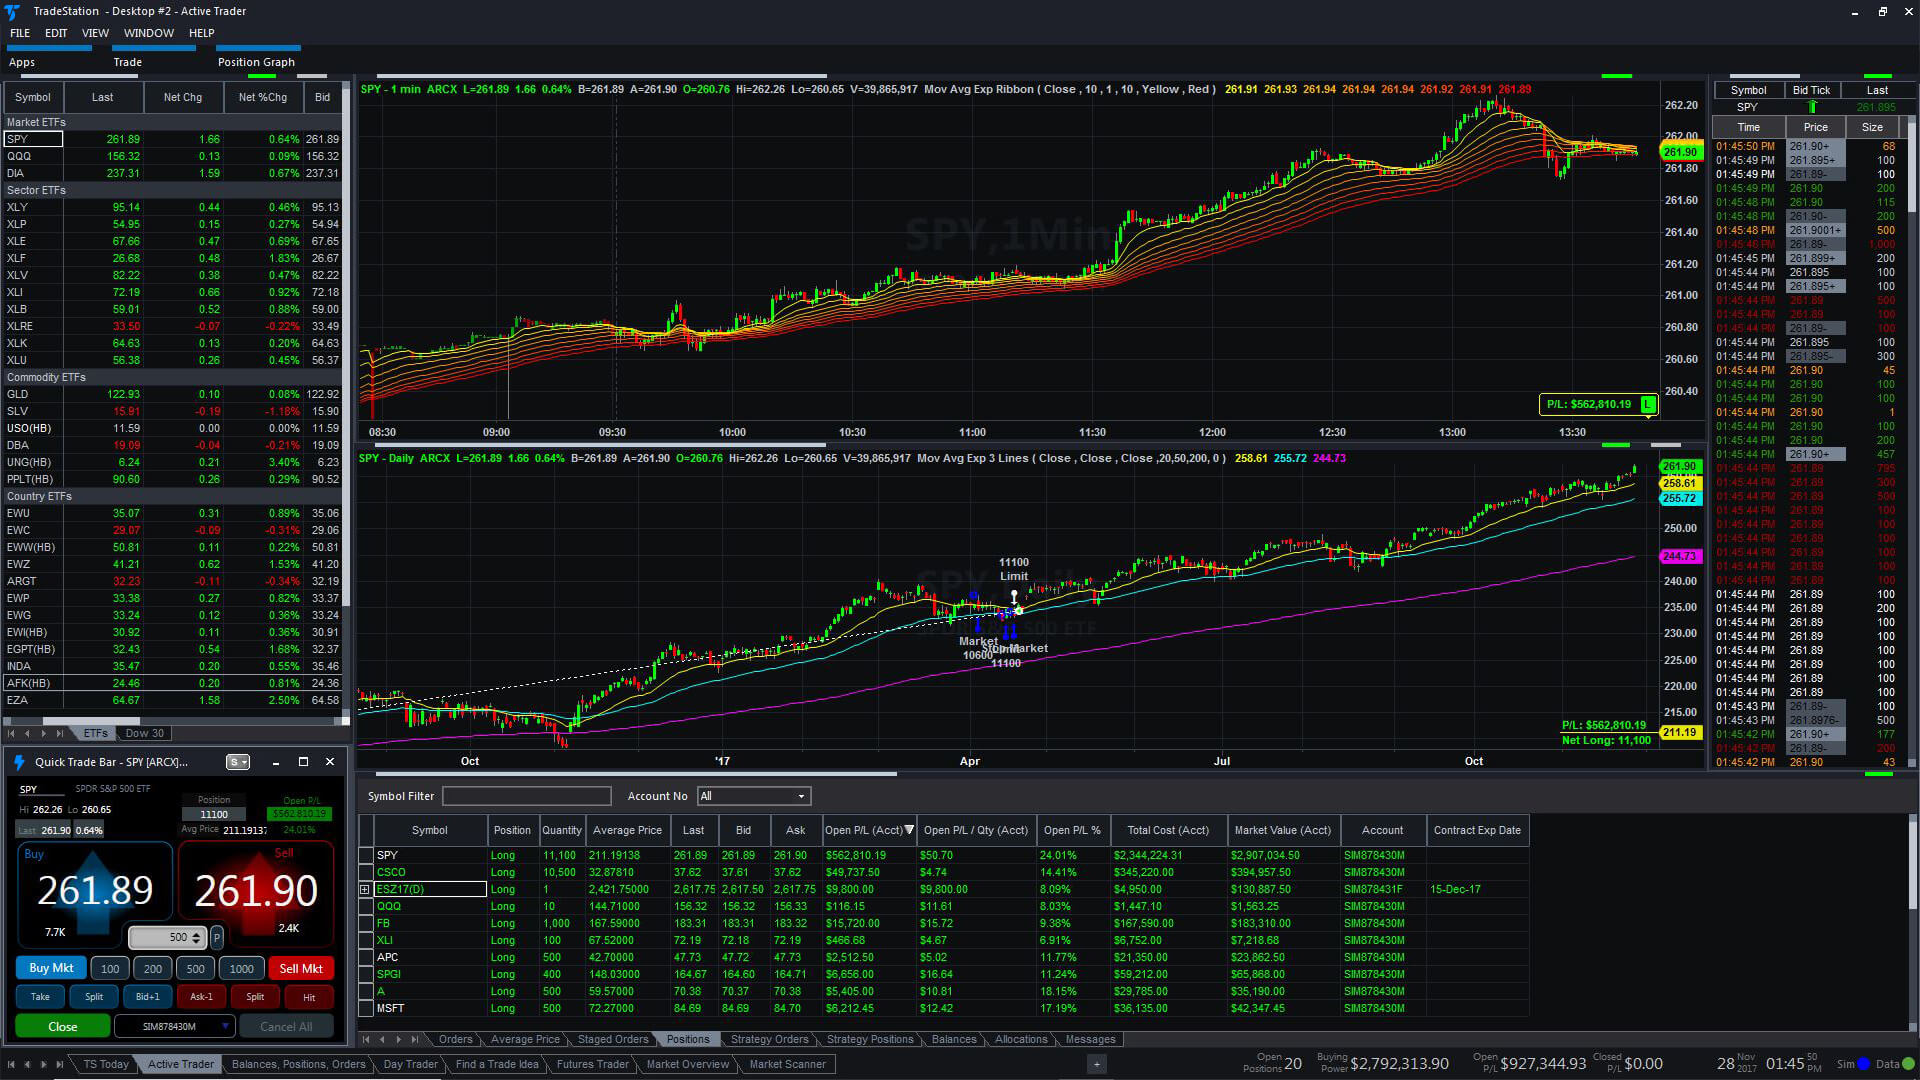 TradeStation - Desktop #2 - Active Trader
FILE EDIT VIEW WINDOW HELP
Apps Trade Position Graph
Symbol Last Net Chg Net %Chg Bid
Market ETFs
SPY 261.89 1.66 0.64% 261.89
QQQ 156.32 0.13 0.09% 156.32
DIA 237.31 1.59 0.67% 237.31
Sector ETFs
XLY 95.14 0.44 0.46% 95.13
XLP 54.95 0.15 0.27% 54.94
XLE 67.66 0.47 0.69% 67.65
XLF 26.68 0.48 1.83% 26.67
XLV 82.22 0.38 0.47% 82.22
XLI 72.19 0.66 0.92% 72.18
XLB 59.01 0.52 0.88% 59.00
XLRE 33.50 -0.07 -0.22% 33.49
XLK 64.63 0.13 0.20% 64.63
XLU 56.38 0.26 0.45% 56.37
Commodity ETFs
GLD 122.93 0.10 0.08% 122.92
SLV 15.91 -0.19 -1.18% 15.90
USO(HB) 11.59 0.00 0.00% 11.59
DBA 19.09 -0.04 -0.21% 19.09
UNG(HB) 6.24 0.21 3.40% 6.23
PPLT(HB) 90.60 0.26 0.29% 90.52
Country ETFs
EWU 35.07 0.31 0.89% 35.06
EWC 29.07 -0.09 -0.31% 29.06
EWW(HB) 50.81 0.11 0.22% 50.81
EWZ 41.21 0.62 1.53% 41.20
ARGT 32.23 -0.11 -0.34% 32.19
EWP 33.38 0.27 0.82% 33.37
EWG 33.24 0.12 0.36% 33.24
EWI(HB) 30.92 0.11 0.36% 30.91
EGPT(HB) 32.43 0.54 1.68% 32.37
INDA 35.47 0.20 0.55% 35.46
AFK(HB) 24.46 0.20 0.81% 24.36
EZA 64.67 1.58 2.50% 64.58
ETFs Dow 30
SPY - 1 min ARCX L=261.89 1.66 0.64% B=261.89 A=261.90 O=260.76 Hi=262.26 Lo=260.65 V=39,865,917 Mov Avg Exp Ribbon ( Close , 10 , 1 , 10 , Yellow , Red ) 261.91 261.93 261.94 261.94 261.94 261.92 261.91 261.89
SPY,1Min
262.20
262.00
261.90
261.80
261.60
261.40
261.20
261.00
260.80
260.60
260.40
P/L: $562,810.19 L
08:30 09:00 09:30 10:00 10:30 11:00 11:30 12:00 12:30 13:00 13:30
SPY - Daily ARCX L=261.89 1.66 0.64% B=261.89 A=261.90 O=260.76 Hi=262.26 Lo=260.65 V=39,865,917 Mov Avg Exp 3 Lines ( Close , Close , Close ,20,50,200, 0 ) 258.61 255.72 244.73
SPY,Daily
SPDR S&P 500 ETF
11100
Limit
Market
10600
Stop Market
11100
261.90
258.61
255.72
250.00
244.73
240.00
235.00
230.00
225.00
220.00
215.00
211.19
P/L: $562,810.19
Net Long: 11,100
Oct '17 Apr Jul Oct
Symbol Bid Tick Last
SPY 261.895
Time Price Size
01:45:50 PM 261.90+ 68
01:45:49 PM 261.895+ 100
01:45:49 PM 261.89- 100
01:45:49 PM 261.90 200
01:45:48 PM 261.90 115
01:45:48 PM 261.90- 200
01:45:48 PM 261.9001+ 500
01:45:46 PM 261.89- 1,000
01:45:45 PM 261.899+ 200
01:45:44 PM 261.895 100
01:45:44 PM 261.895+ 100
01:45:44 PM 261.89 500
01:45:44 PM 261.89 100
01:45:44 PM 261.89- 100
01:45:44 PM 261.895 100
01:45:44 PM 261.895- 300
01:45:44 PM 261.90 45
01:45:44 PM 261.90 100
01:45:44 PM 261.90 100
01:45:44 PM 261.90 1
01:45:44 PM 261.90 100
01:45:44 PM 261.90 200
01:45:44 PM 261.90+ 457
01:45:44 PM 261.89 795
01:45:44 PM 261.89 300
01:45:44 PM 261.89 500
01:45:44 PM 261.89 100
01:45:44 PM 261.89 100
01:45:44 PM 261.89 100
01:45:44 PM 261.89 100
01:45:44 PM 261.89 100
01:45:44 PM 261.89 100
01:45:44 PM 261.89 100
01:45:44 PM 261.89 200
01:45:44 PM 261.89 100
01:45:44 PM 261.89 100
01:45:44 PM 261.89 100
01:45:44 PM 261.89 100
01:45:44 PM 261.89 100
01:45:44 PM 261.89 100
01:45:43 PM 261.89- 100
01:45:43 PM 261.8976- 500
01:45:42 PM 261.90+ 177
01:45:42 PM 261.89- 200
01:45:42 PM 261.90 43
Quick Trade Bar - SPY [ARCX]... S
SPY SPDR S&P 500 ETF
Hi 262.26 Lo 260.65 Position Open P/L
11100 $562,810.19
Last 261.90 0.64% Avg Price 211.19137 24.01%
Buy Sell
261.89 261.90
7.7K 500 P 2.4K
Buy Mkt 100 200 500 1000 Sell Mkt
Take Split Bid+1 Ask-1 Split Hit
Close SIM878430M Cancel All
Symbol Filter Account No All
Symbol Position Quantity Average Price Last Bid Ask Open P/L (Acct) Open P/L / Qty (Acct) Open P/L % Total Cost (Acct) Market Value (Acct) Account Contract Exp Date
SPY Long 11,100 211.19138 261.89 261.89 261.90 $562,810.19 $50.70 24.01% $2,344,224.31 $2,907,034.50 SIM878430M
CSCO Long 10,500 32.87810 37.62 37.61 37.62 $49,737.50 $4.74 14.41% $345,220.00 $394,957.50 SIM878430M
ESZ17(D) Long 1 2,421.75000 2,617.75 2,617.50 2,617.75 $9,800.00 $9,800.00 8.09% $4,950.00 $130,887.50 SIM878431F 15-Dec-17
QQQ Long 10 144.71000 156.32 156.32 156.33 $116.15 $11.61 8.03% $1,447.10 $1,563.25 SIM878430M
FB Long 1,000 167.59000 183.31 183.31 183.32 $15,720.00 $15.72 9.38% $167,590.00 $183,310.00 SIM878430M
XLI Long 100 67.52000 72.19 72.18 72.19 $466.68 $4.67 6.91% $6,752.00 $7,218.68 SIM878430M
APC Long 500 42.70000 47.73 47.72 47.73 $2,512.50 $5.02 11.77% $21,350.00 $23,862.50 SIM878430M
SPGI Long 400 148.03000 164.67 164.60 164.71 $6,656.00 $16.64 11.24% $59,212.00 $65,868.00 SIM878430M
A Long 500 59.57000 70.38 70.37 70.38 $5,405.00 $10.81 18.15% $29,785.00 $35,190.00 SIM878430M
MSFT Long 500 72.27000 84.69 84.69 84.70 $6,212.45 $12.42 17.19% $36,135.00 $42,347.45 SIM878430M
Orders Average Price Staged Orders Positions Strategy Orders Strategy Positions Balances Allocations Messages
TS Today Active Trader Balances, Positions, Orders Day Trader Find a Trade Idea Futures Trader Market Overview Market Scanner +
Open Positions 20 Buying Power $2,792,313.90 Open P/L $927,344.93 Closed P/L $0.00 28 Nov 2017 01:45 50 PM Sim Data